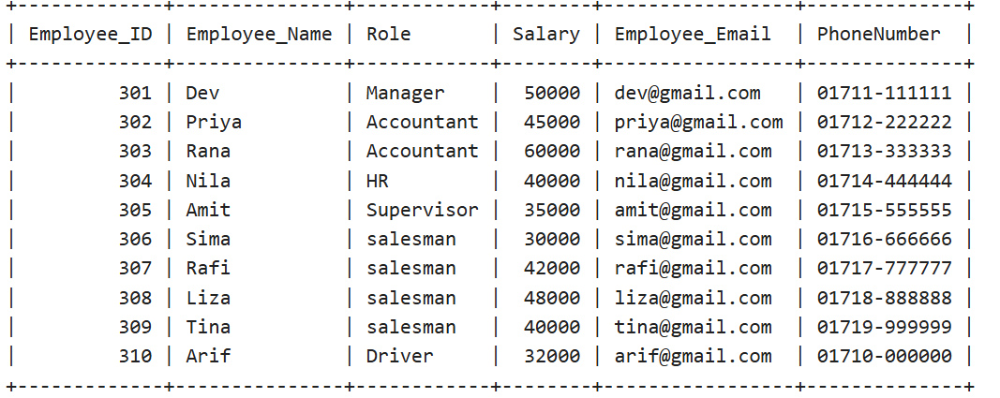 +-------------+---------------+------------+--------+-----------------+--------------+
| Employee_ID | Employee_Name | Role       | Salary | Employee_Email  | PhoneNumber  |
+-------------+---------------+------------+--------+-----------------+--------------+
|         301 | Dev           | Manager    |  50000 | dev@gmail.com   | 01711-111111 |
|         302 | Priya         | Accountant |  45000 | priya@gmail.com | 01712-222222 |
|         303 | Rana          | Accountant |  60000 | rana@gmail.com  | 01713-333333 |
|         304 | Nila          | HR         |  40000 | nila@gmail.com  | 01714-444444 |
|         305 | Amit          | Supervisor |  35000 | amit@gmail.com  | 01715-555555 |
|         306 | Sima          | salesman   |  30000 | sima@gmail.com  | 01716-666666 |
|         307 | Rafi          | salesman   |  42000 | rafi@gmail.com  | 01717-777777 |
|         308 | Liza          | salesman   |  48000 | liza@gmail.com  | 01718-888888 |
|         309 | Tina          | salesman   |  40000 | tina@gmail.com  | 01719-999999 |
|         310 | Arif          | Driver     |  32000 | arif@gmail.com  | 01710-000000 |
+-------------+---------------+------------+--------+-----------------+--------------+